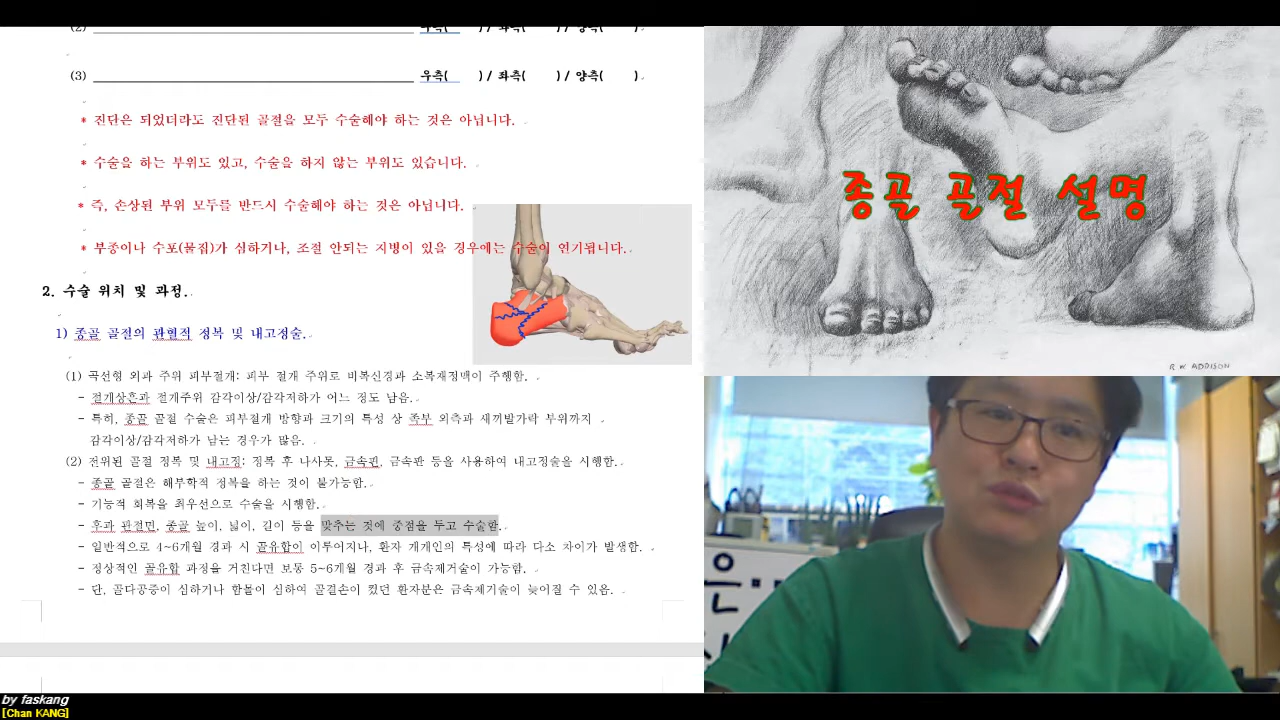 (2) 우측( ) / 좌측( ) / 양측( )
(3) 우측( ) / 좌측( ) / 양측( )
* 진단은 되었더라도 진단된 골절을 모두 수술해야 하는 것은 아닙니다.
* 수술을 하는 부위도 있고, 수술을 하지 않는 부위도 있습니다.
* 즉, 손상된 부위 모두를 반드시 수술해야 하는 것은 아닙니다.
* 부종이나 수포(물집)가 심하거나, 조절 안되는 지병이 있을 경우에는 수술이 연기됩니다.
2. 수술 위치 및 과정.
1) 종골 골절의 관혈적 정복 및 내고정술.
(1) 곡선형 외과 주위 피부절개: 피부 절개 주위로 비복신경과 소복재정맥이 주행함.
- 절개상흔과 절개주위 감각이상/감각저하가 어느 정도 남음.
- 특히, 종골 골절 수술은 피부절개 방향과 크기의 특성 상 족부 외측과 새끼발가락 부위까지
감각이상/감각저하가 남는 경우가 많음.
(2) 전위된 골절 정복 및 내고정: 정복 후 나사못, 금속핀, 금속판 등을 사용하여 내고정술을 시행함.
- 종골 골절은 해부학적 정복을 하는 것이 불가능함.
- 기능적 회복을 최우선으로 수술을 시행함.
- 후과 관절면, 종골 높이, 넓이, 길이 등을 맞추는 것에 중점을 두고 수술함.
- 일반적으로 4~6개월 경과 시 골유합이 이루어지나, 환자 개개인의 특성에 따라 다소 차이가 발생함.
- 정상적인 골유합 과정을 거친다면 보통 5~6개월 경과 후 금속제거술이 가능함.
- 단, 골다공증이 심하거나 함몰이 심하여 골결손이 컸던 환자분은 금속제거술이 늦어질 수 있음.
종골 골절 설명
R W ADDISON
은..
by faskang
[Chan KANG]